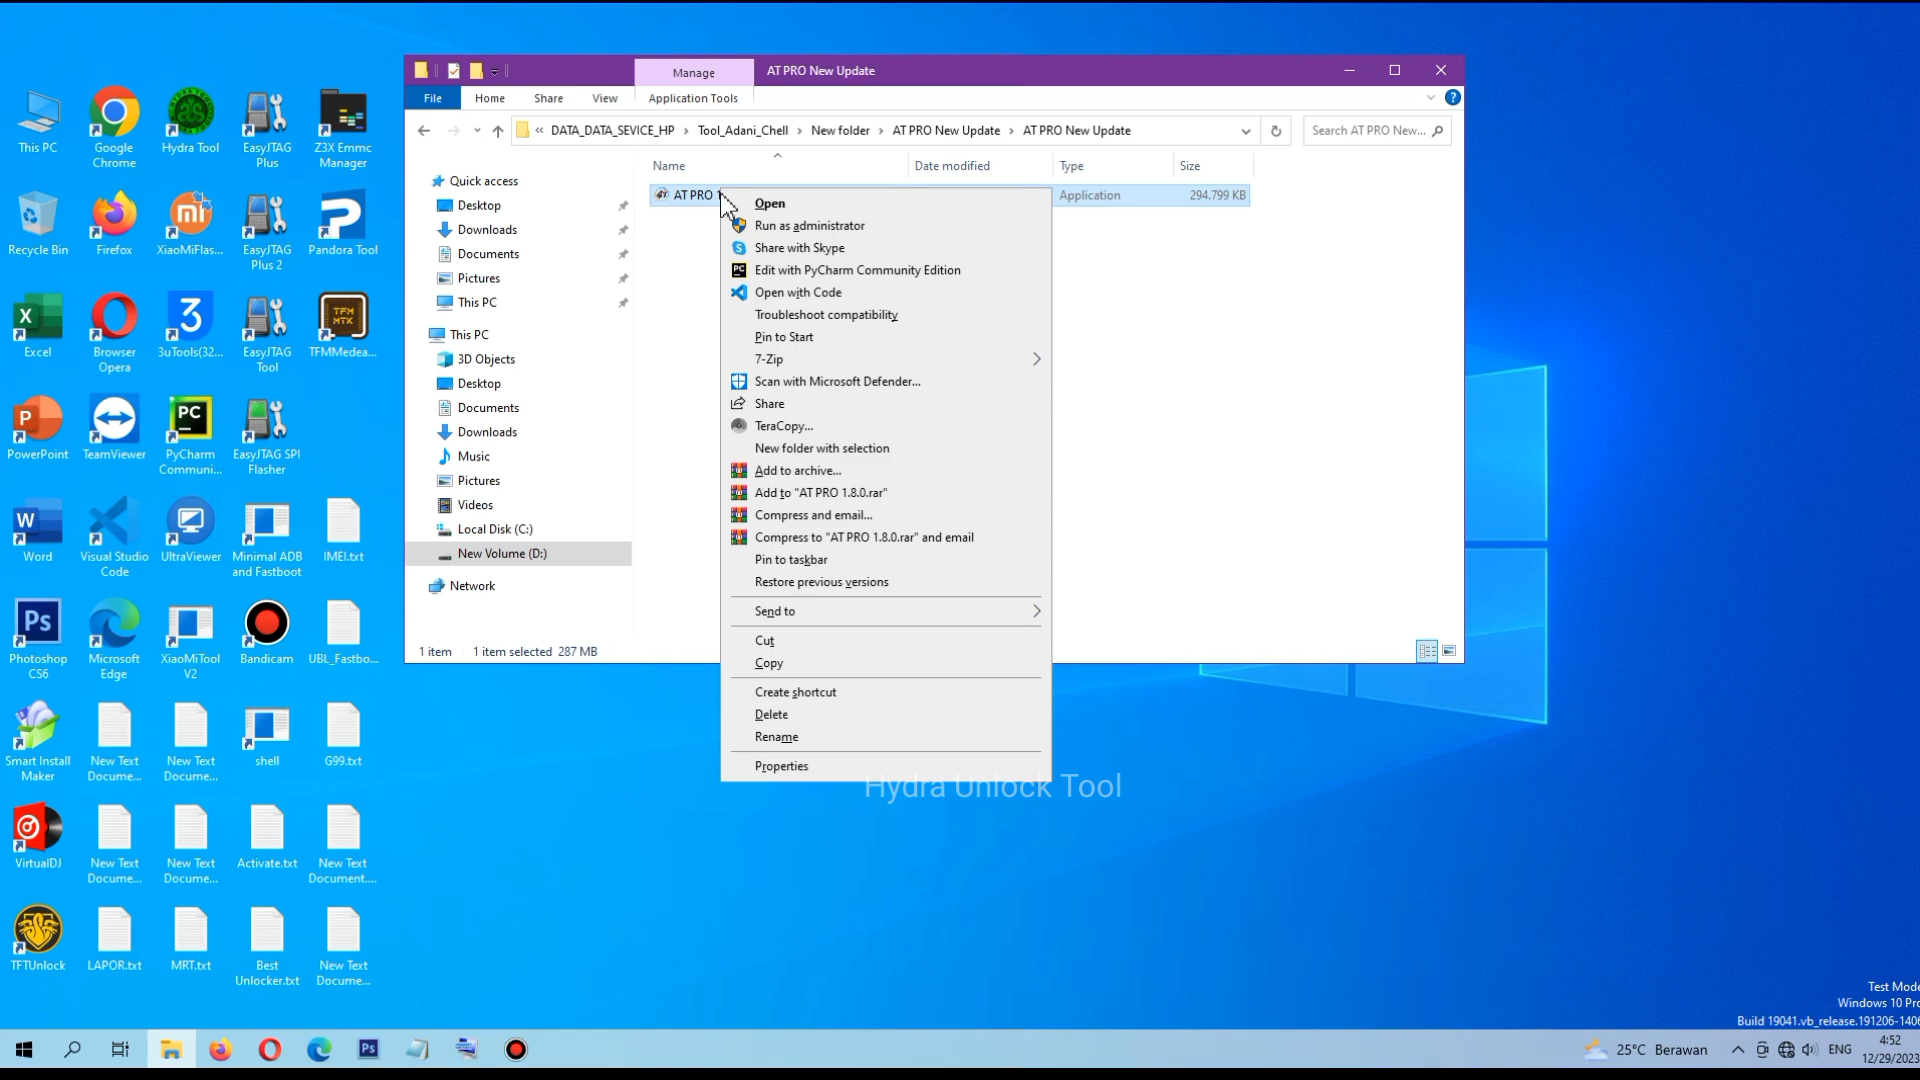 Manage
AT PRO New Update
File
Home
Share
View
Application Tools
« DATA_DATA_SEVICE_HP › Tool_Adani_Chell › New folder › AT PRO New Update › AT PRO New Update
Search AT PRO New...
Name
Date modified
Type
Size
AT PRO 1
Application
294.799 KB
Quick access
Desktop
Downloads
Documents
Pictures
This PC
This PC
3D Objects
Desktop
Documents
Downloads
Music
Pictures
Videos
Local Disk (C:)
New Volume (D:)
Network
1 item
1 item selected 287 MB
Open
Run as administrator
Share with Skype
Edit with PyCharm Community Edition
Open with Code
Troubleshoot compatibility
Pin to Start
7-Zip
Scan with Microsoft Defender...
Share
TeraCopy...
New folder with selection
Add to archive...
Add to "AT PRO 1.8.0.rar"
Compress and email...
Compress to "AT PRO 1.8.0.rar" and email
Pin to taskbar
Restore previous versions
Send to
Cut
Copy
Create shortcut
Delete
Rename
Properties
Hydra Unlock Tool
This PC
Google
Chrome
Hydra Tool
EasyJTAG
Plus
Z3X Emmc
Manager
Recycle Bin
Firefox
XiaoMiFlas...
EasyJTAG
Plus 2
Pandora Tool
Excel
Browser
Opera
3uTools(32...
EasyJTAG
Tool
TFM
MTK
TFMMedea...
PowerPoint
TeamViewer
PyCharm
Communi...
EasyJTAG SPI
Flasher
Word
Visual Studio
Code
UltraViewer
Minimal ADB
and Fastboot
IMEI.txt
Photoshop
CS6
Microsoft
Edge
XiaoMiTool
V2
Bandicam
UBL_Fastbo...
Smart Install
Maker
New Text
Docume...
New Text
Docume...
shell
G99.txt
VirtualDJ
New Text
Docume...
New Text
Docume...
Activate.txt
New Text
Document....
TFTUnlock
LAPOR.txt
MRT.txt
Best
Unlocker.txt
New Text
Docume...
Test Mode
Windows 10 Pro
Build 19041.vb_release.191206-1406
25°C Berawan
ENG
4:52
12/29/2023